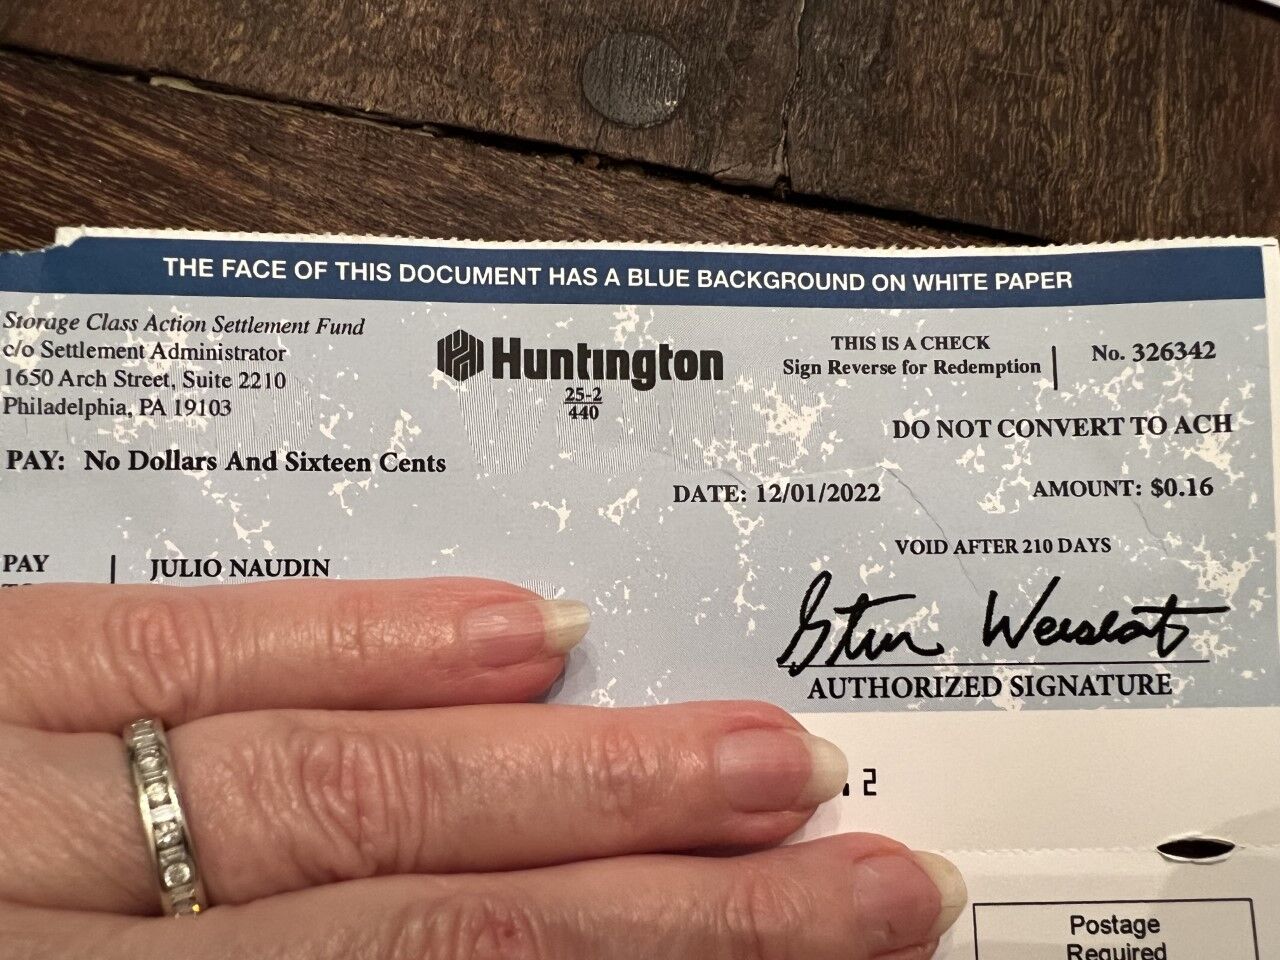 THE FACE OF THIS DOCUMENT HAS A BLUE BACKGROUND ON WHITE PAPER
Storage Class Action Settlement Fund
c/o Settlement Administrator
1650 Arch Street, Suite 2210
Philadelphia, PA 19103
Huntington
25-2
440
THIS IS A CHECK
Sign Reverse for Redemption
No. 326342
DO NOT CONVERT TO ACH
PAY: No Dollars And Sixteen Cents
DATE: 12/01/2022
AMOUNT: $0.16
VOID AFTER 210 DAYS
PAY
JULIO NAUDIN
AUTHORIZED SIGNATURE
2
Postage
Required